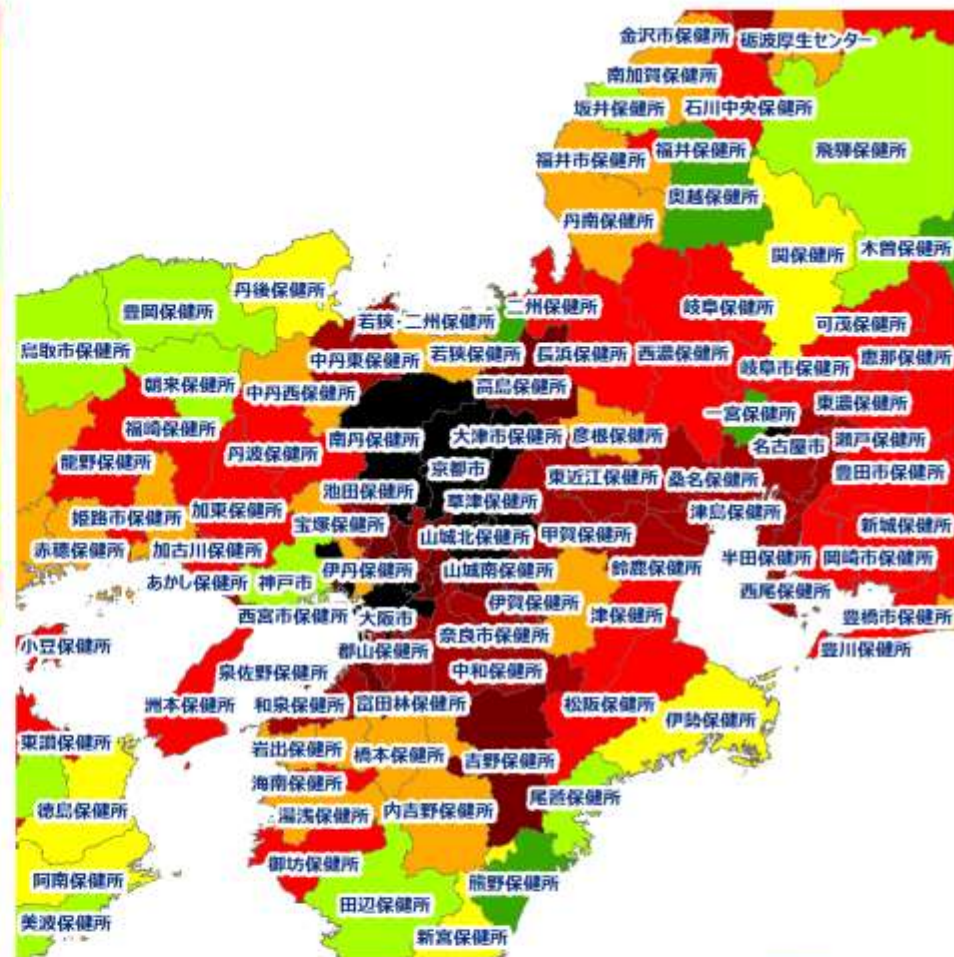 金沢市保健所
砺波厚生センター
南加賀保健所
坂井保健所
石川中央保健所
福井市保健所
福井保健所
飛騨保健所
奥越保健所
丹南保健所
関保健所
木曽保健所
丹後保健所
豊岡保健所
若狭・二州保健所
二州保健所
岐阜保健所
可茂保健所
鳥取市保健所
中丹東保健所
若狭保健所
長浜保健所
西濃保健所
恵那保健所
岐阜市保健所
朝来保健所
中丹西保健所
高島保健所
東濃保健所
一宮保健所
福崎保健所
南丹保健所
大津市保健所
彦根保健所
名古屋市
瀬戸保健所
丹波保健所
龍野保健所
京都市
東近江保健所
桑名保健所
豊田市保健所
池田保健所
草津保健所
津島保健所
姫路市保健所
加東保健所
宝塚保健所
山城北保健所
甲賀保健所
新城保健所
赤穂保健所
加古川保健所
伊丹保健所
山城南保健所
鈴鹿保健所
半田保健所
岡崎市保健所
あかし保健所
神戸市
西尾保健所
伊賀保健所
西宮市保健所
大阪市
津保健所
豊橋市保健所
奈良市保健所
小豆保健所
郡山保健所
豊川保健所
泉佐野保健所
中和保健所
洲本保健所
和泉保健所
富田林保健所
松阪保健所
伊勢保健所
東讃保健所
岩出保健所
橋本保健所
吉野保健所
海南保健所
尾鷲保健所
徳島保健所
湯浅保健所
内吉野保健所
御坊保健所
阿南保健所
熊野保健所
田辺保健所
美波保健所
新宮保健所